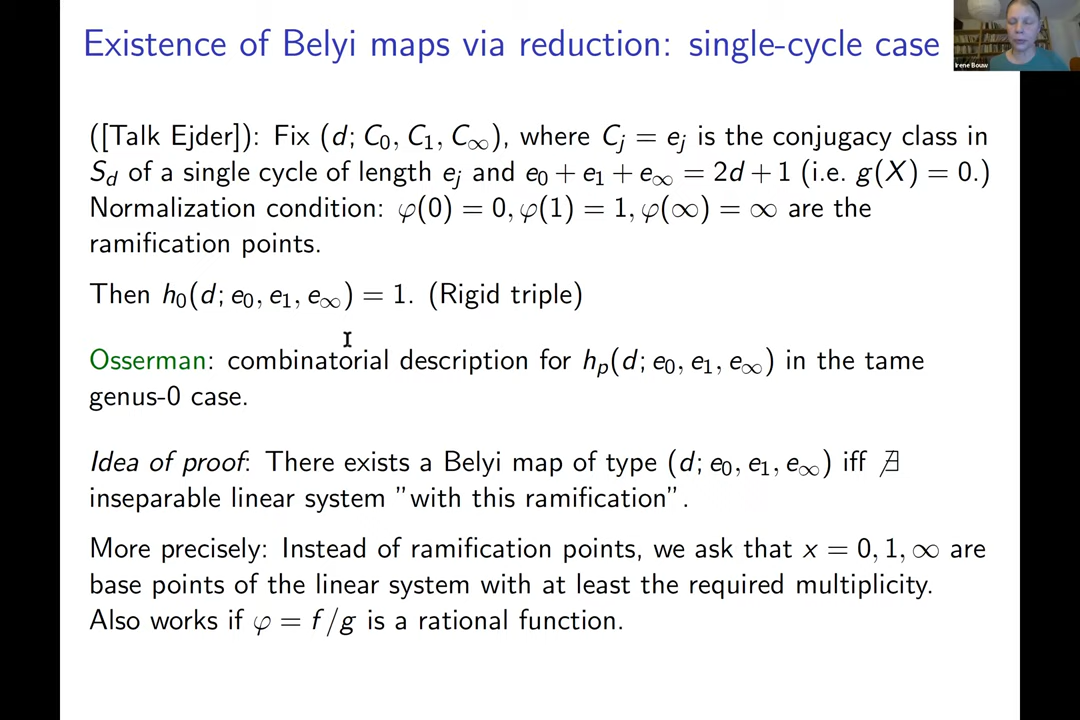 Existence of Belyi maps via reduction: single-cycle case
Irene Bouw
([Talk Ejder]): Fix (d; C₀, C₁, C∞), where Cⱼ = eⱼ is the conjugacy class in
S_d of a single cycle of length eⱼ and e₀ + e₁ + e∞ = 2d + 1 (i.e. g(X) = 0.)
Normalization condition: φ(0) = 0, φ(1) = 1, φ(∞) = ∞ are the
ramification points.
Then h₀(d; e₀, e₁, e∞) = 1. (Rigid triple)
Osserman: combinatorial description for hₚ(d; e₀, e₁, e∞) in the tame
genus-0 case.
Idea of proof: There exists a Belyi map of type (d; e₀, e₁, e∞) iff ∄
inseparable linear system "with this ramification".
More precisely: Instead of ramification points, we ask that x = 0, 1, ∞ are
base points of the linear system with at least the required multiplicity.
Also works if φ = f/g is a rational function.